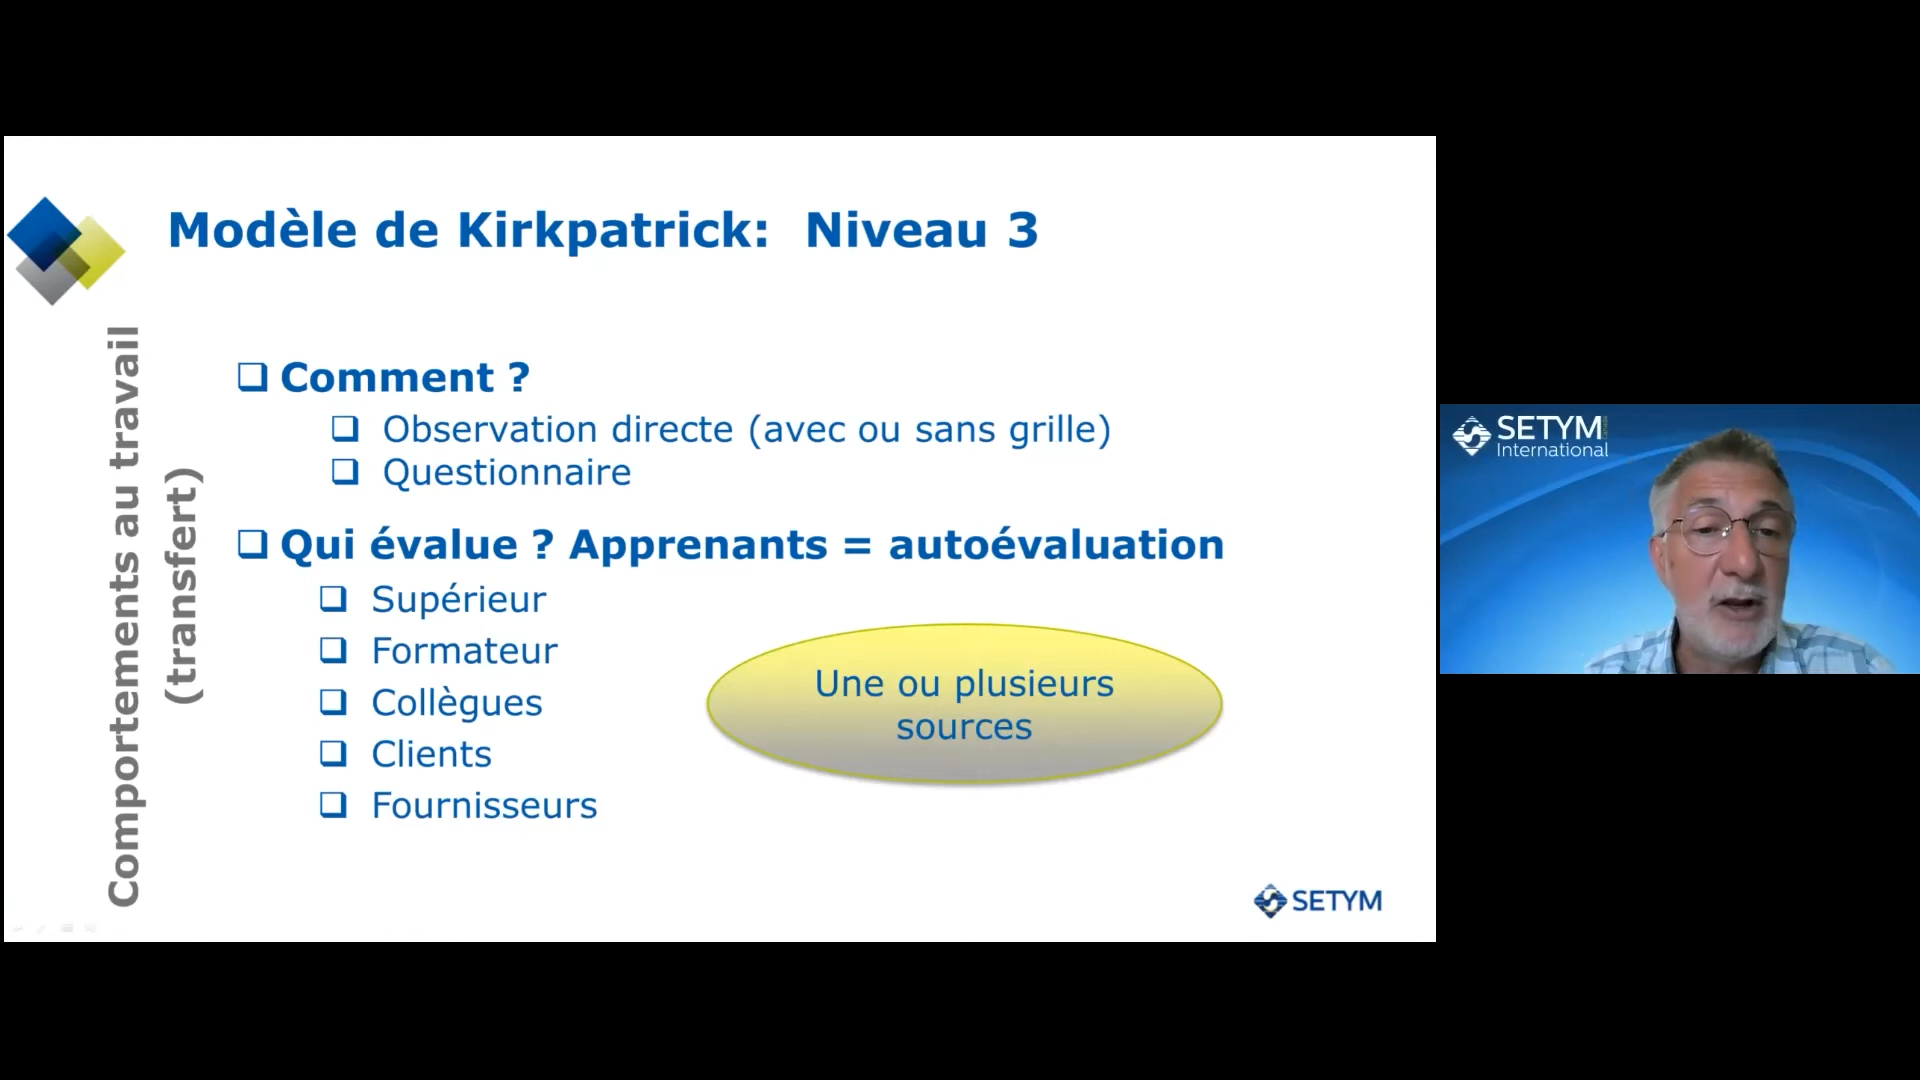 Modèle de Kirkpatrick: Niveau 3
Comportements au travail
(transfert)
Comment ?
Observation directe (avec ou sans grille)
Questionnaire
Qui évalue ? Apprenants = autoévaluation
Supérieur
Formateur
Collègues
Clients
Fournisseurs
Une ou plusieurs
sources
SETYM
SETYM
International